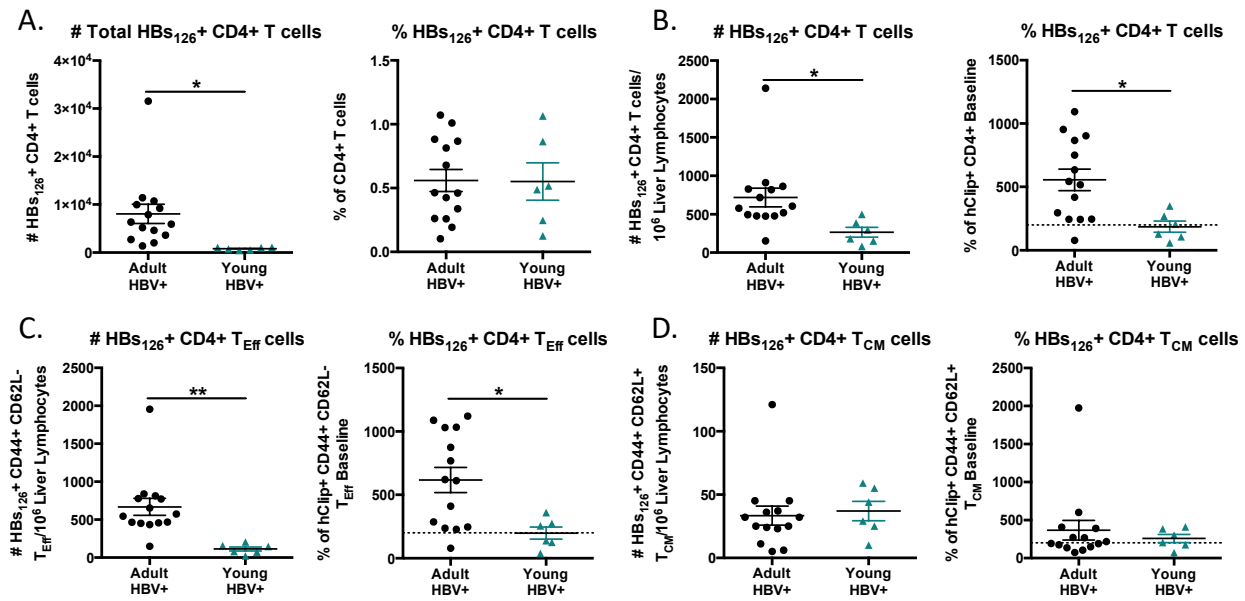 A.
# Total HBs126+ CD4+ T cells
# HBs126+ CD4+ T cells
4×10^4
3×10^4
2×10^4
1×10^4
0
*
Adult
HBV+
Young
HBV+
% HBs126+ CD4+ T cells
% of CD4+ T cells
1.5
1.0
0.5
0.0
Adult
HBV+
Young
HBV+
B.
# HBs126+ CD4+ T cells
# HBs126+ CD4+ T cells/
10^6 Liver Lymphocytes
2500
2000
1500
1000
500
0
*
Adult
HBV+
Young
HBV+
% HBs126+ CD4+ T cells
% of hClip+ CD4+ Baseline
1500
1000
500
0
*
Adult
HBV+
Young
HBV+
C.
# HBs126+ CD4+ TEff cells
# HBs126+ CD44+ CD62L-
TEff/10^6 Liver Lymphocytes
2500
2000
1500
1000
500
0
**
Adult
HBV+
Young
HBV+
% HBs126+ CD4+ TEff cells
% of hClip+ CD44+ CD62L-
TEff Baseline
1500
1000
500
0
*
Adult
HBV+
Young
HBV+
D.
# HBs126+ CD4+ TCM cells
# HBs126+ CD44+ CD62L+
TCM/10^6 Liver Lymphocytes
150
100
50
0
Adult
HBV+
Young
HBV+
% HBs126+ CD4+ TCM cells
% of hClip+ CD44+ CD62L+
TCM Baseline
2500
2000
1500
1000
500
0
Adult
HBV+
Young
HBV+